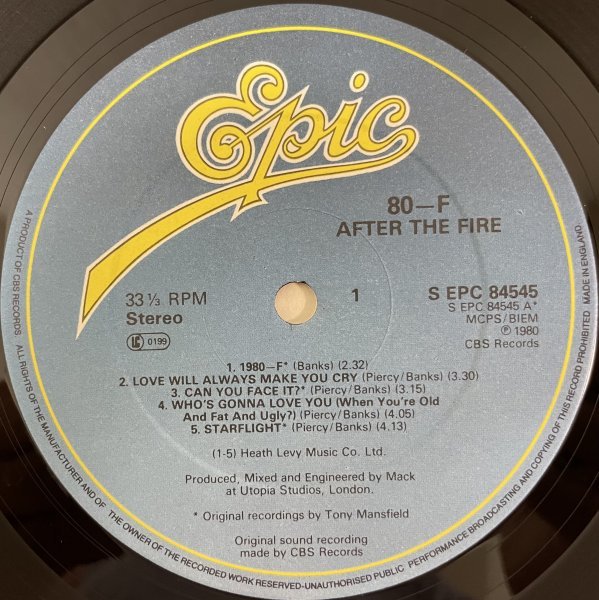 Epic
80—F
AFTER THE FIRE
33 ⅓ RPM
Stereo
LC 0199
1
S EPC 84545
S EPC 84545 A*
MCPS/BIEM
℗ 1980
CBS Records
1. 1980—F* (Banks) (2.32)
2. LOVE WILL ALWAYS MAKE YOU CRY (Piercy/Banks) (3.30)
3. CAN YOU FACE IT?* (Piercy/Banks) (3.15)
4. WHO'S GONNA LOVE YOU (When You're Old
And Fat And Ugly?) (Piercy/Banks) (4.05)
5. STARFLIGHT* (Piercy/Banks) (4.13)
(1-5) Heath Levy Music Co. Ltd.
Produced, Mixed and Engineered by Mack
at Utopia Studios, London.
* Original recordings by Tony Mansfield
Original sound recording
made by CBS Records
A PRODUCT OF CBS RECORDS. ALL RIGHTS OF THE MANUFACTURER AND OF THE OWNER OF THE RECORDED WORK RESERVED-UNAUTHORISED PUBLIC PERFORMANCE BROADCASTING AND COPYING OF THIS RECORD PROHIBITED MADE IN ENGLAND